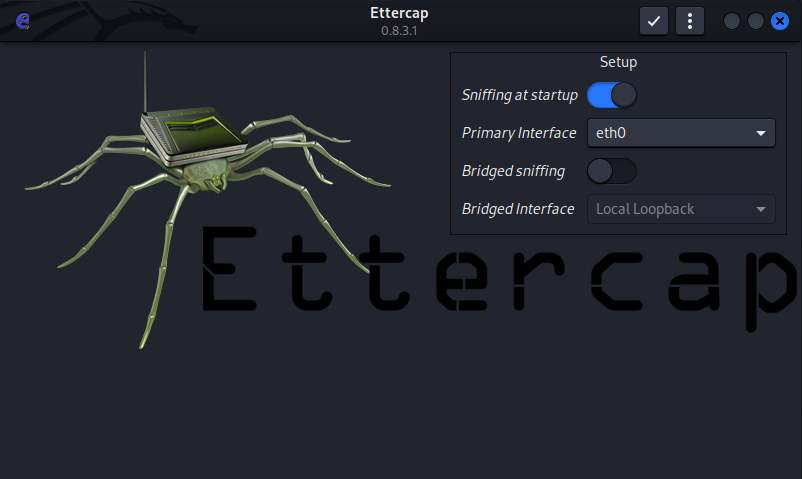 Ettercap
0.8.3.1
Setup
Sniffing at startup
Primary Interface eth0
Bridged sniffing
Bridged Interface Local Loopback
Ettercap